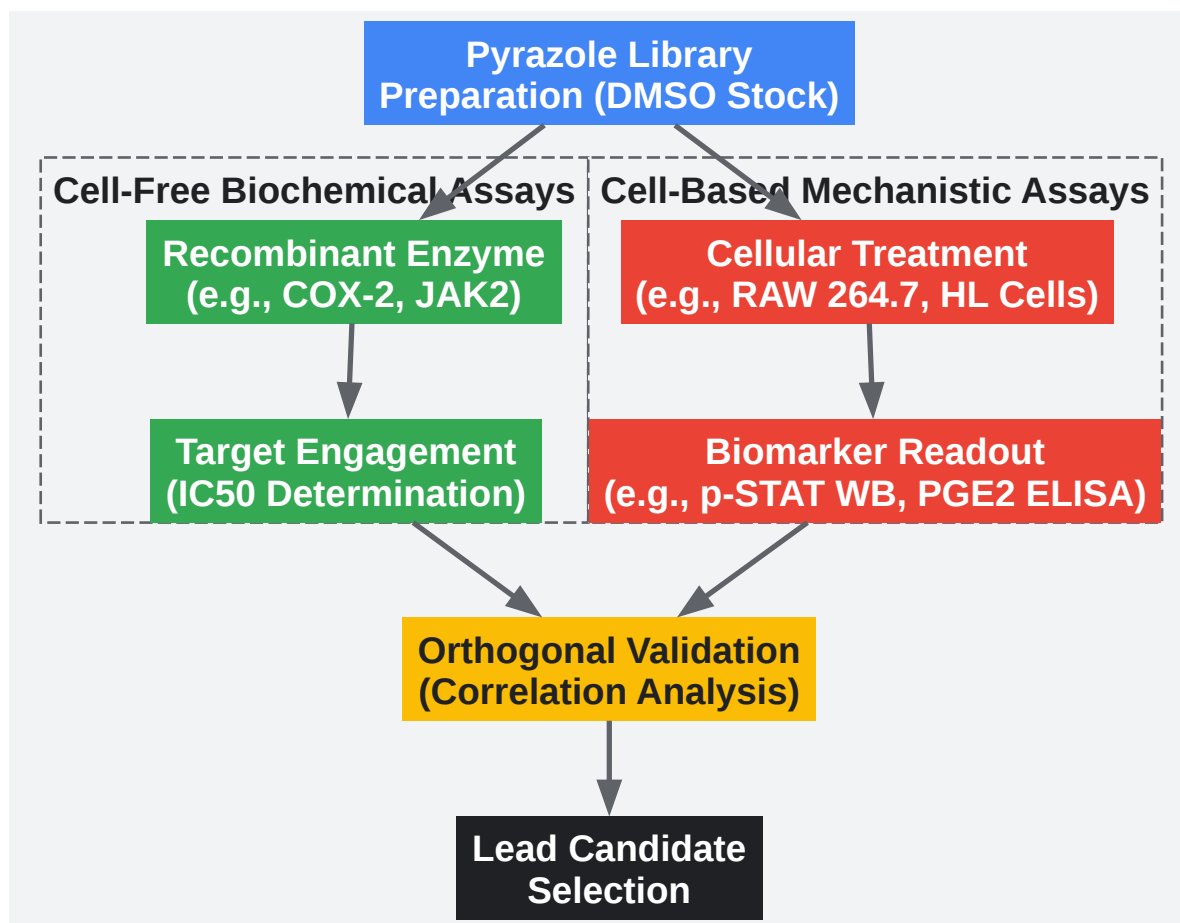 Pyrazole Library
Preparation (DMSO Stock)
Cell-Free Biochemical Assays
Cell-Based Mechanistic Assays
Recombinant Enzyme
(e.g., COX-2, JAK2)
Cellular Treatment
(e.g., RAW 264.7, HL Cells)
Target Engagement
(IC50 Determination)
Biomarker Readout
(e.g., p-STAT WB, PGE2 ELISA)
Orthogonal Validation
(Correlation Analysis)
Lead Candidate
Selection